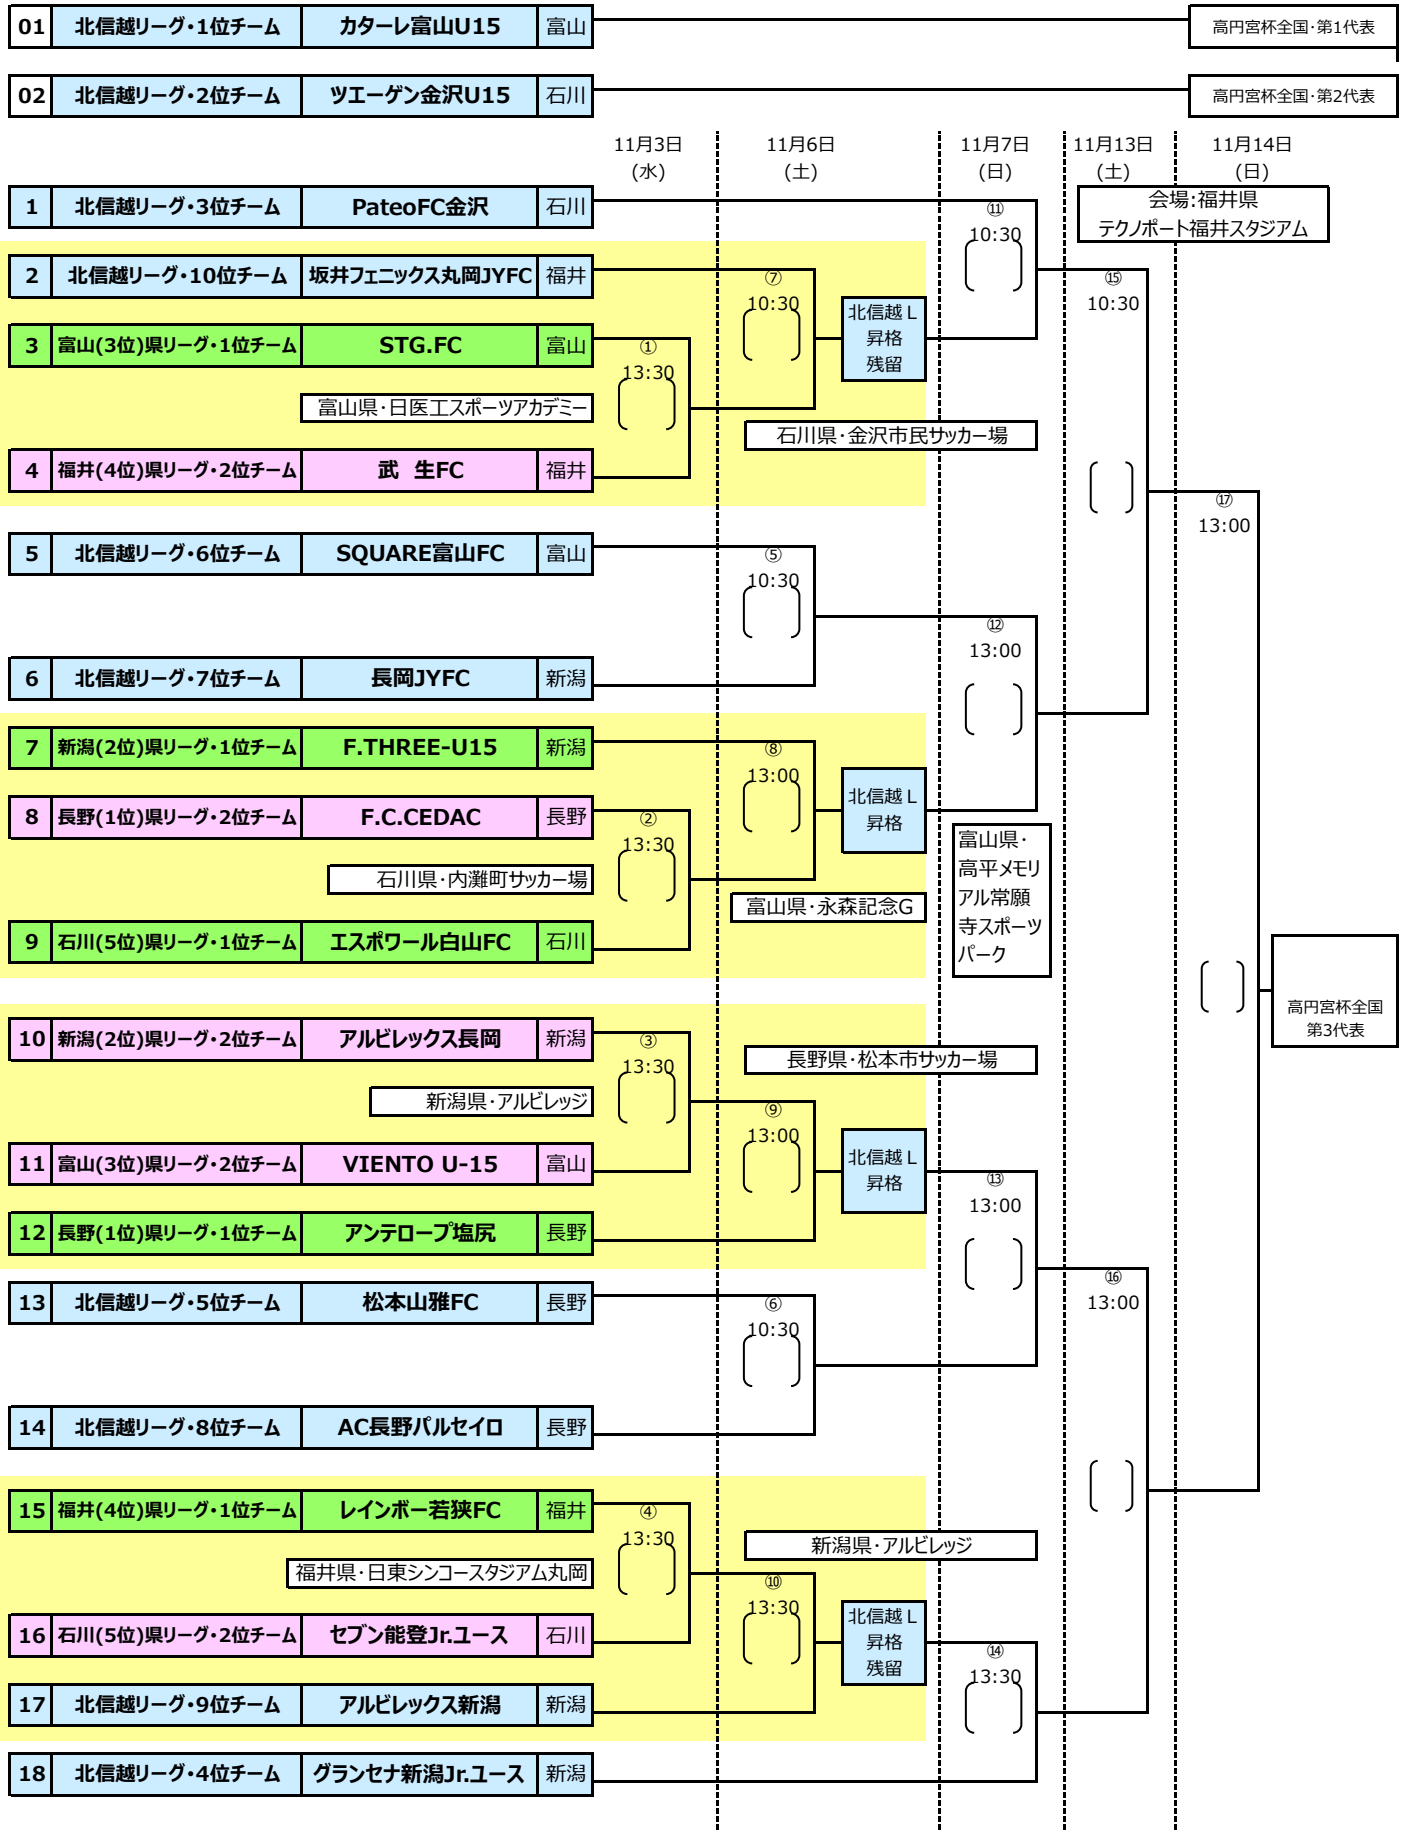 01 北信越リーグ・1位チーム カターレ富山U15 富山 高円宮杯全国・第1代表
02 北信越リーグ・2位チーム ツエーゲン金沢U15 石川 高円宮杯全国・第2代表
11月3日 11月6日 11月7日 11月13日 11月14日
(水) (土) (日) (土) (日)
1 北信越リーグ・3位チーム PateoFC金沢 石川
会場:福井県
テクノポート福井スタジアム
⑪
10:30
2 北信越リーグ・10位チーム 坂井フェニックス丸岡JYFC 福井
⑦
10:30
⑮
10:30
北信越 L
昇格
残留
3 富山(3位)県リーグ・1位チーム STG.FC 富山
①
13:30
富山県・日医工スポーツアカデミー
石川県・金沢市民サッカー場
4 福井(4位)県リーグ・2位チーム 武 生FC 福井
⑰
13:00
5 北信越リーグ・6位チーム SQUARE富山FC 富山
⑤
10:30
⑫
13:00
6 北信越リーグ・7位チーム 長岡JYFC 新潟
7 新潟(2位)県リーグ・1位チーム F.THREE-U15 新潟
⑧
13:00
北信越 L
昇格
8 長野(1位)県リーグ・2位チーム F.C.CEDAC 長野
②
13:30
富山県・
高平メモリ
アル常願
寺スポーツ
パーク
石川県・内灘町サッカー場
富山県・永森記念G
9 石川(5位)県リーグ・1位チーム エスポワール白山FC 石川
高円宮杯全国
第3代表
10 新潟(2位)県リーグ・2位チーム アルビレックス長岡 新潟
③
13:30
長野県・松本市サッカー場
新潟県・アルビレッジ
⑨
13:00
北信越 L
昇格
11 富山(3位)県リーグ・2位チーム VIENTO U-15 富山
⑬
13:00
12 長野(1位)県リーグ・1位チーム アンテロープ塩尻 長野
⑯
13:00
13 北信越リーグ・5位チーム 松本山雅FC 長野
⑥
10:30
14 北信越リーグ・8位チーム AC長野パルセイロ 長野
15 福井(4位)県リーグ・1位チーム レインボー若狭FC 福井
④
13:30
新潟県・アルビレッジ
福井県・日東シンコースタジアム丸岡
⑩
13:30
北信越 L
昇格
残留
16 石川(5位)県リーグ・2位チーム セブン能登Jr.ユース 石川
⑭
13:30
17 北信越リーグ・9位チーム アルビレックス新潟 新潟
18 北信越リーグ・4位チーム グランセナ新潟Jr.ユース 新潟